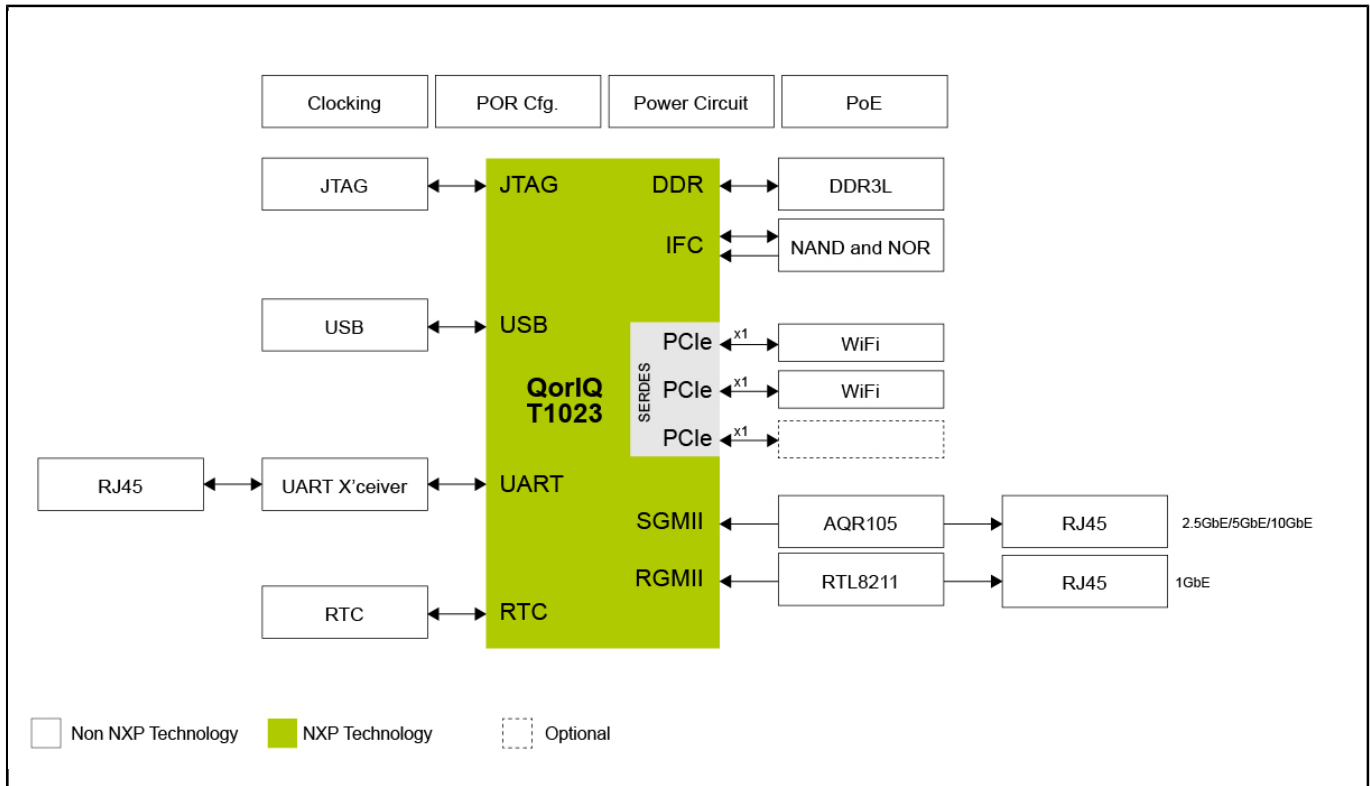 Clocking
POR Cfg.
Power Circuit
PoE
JTAG
JTAG
DDR
DDR3L
IFC
NAND and NOR
USB
USB
SERDES
PCIe
x1
WiFi
QorIQ
T1023
PCIe
x1
WiFi
PCIe
x1
RJ45
UART X'ceiver
UART
SGMII
AQR105
RJ45
2.5GbE/5GbE/10GbE
RGMII
RTL8211
RJ45
1GbE
RTC
RTC
Non NXP Technology
NXP Technology
Optional